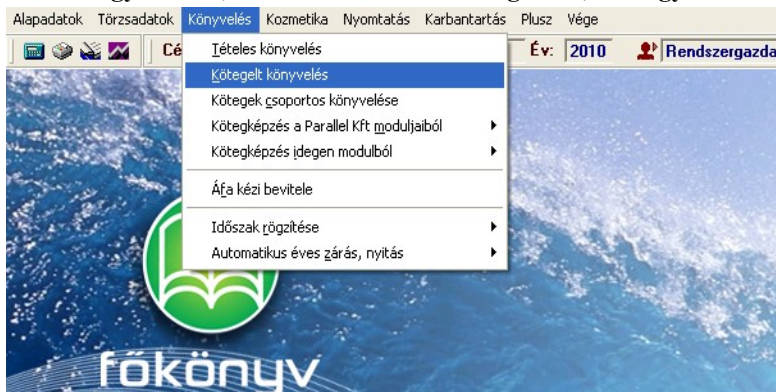 Alapadatok Törzsadatok Könyvelés Kozmetika Nyomtatás Karbantartás Plusz Vége
Cé Év: 2010 Rendszergazda
Tételes könyvelés
Kötegelt könyvelés
Kötegek csoportos könyvelése
Kötegképzés a Parallel Kft moduljaiból
Kötegképzés idegen modulból
Áfa kézi bevitele
Időszak rögzítése
Automatikus éves zárás, nyitás
főkönyv